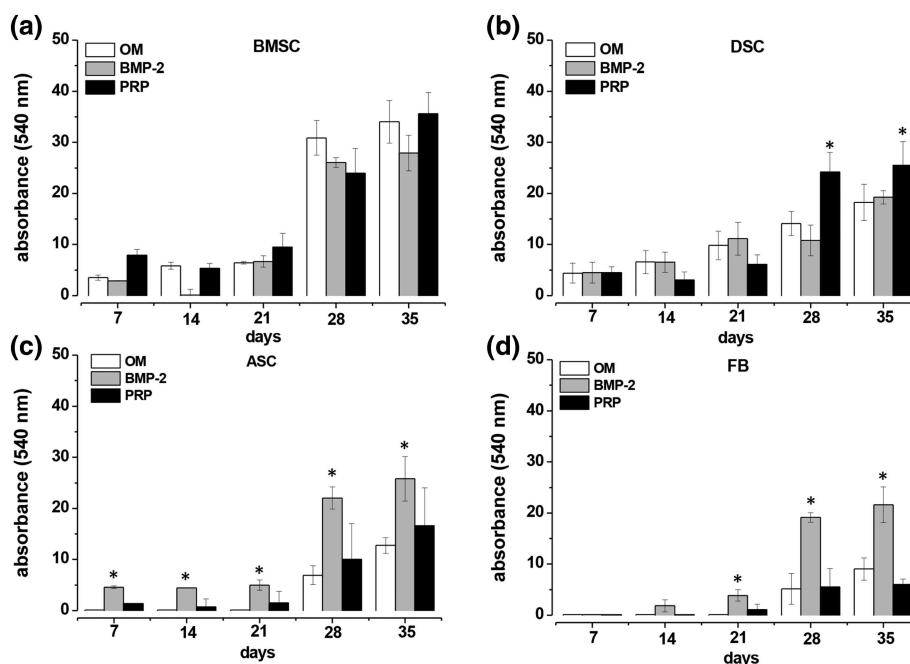 (a)
BMSC
OM
BMP-2
PRP
absorbance (540 nm)
50
40
30
20
10
0
7 14 21 28 35
days
(b)
DSC
OM
BMP-2
PRP
absorbance (540 nm)
50
40
30
20
10
0
* *
7 14 21 28 35
days
(c)
ASC
OM
BMP-2
PRP
absorbance (540 nm)
50
40
30
20
10
0
* * * * *
7 14 21 28 35
days
(d)
FB
OM
BMP-2
PRP
absorbance (540 nm)
50
40
30
20
10
0
* * *
7 14 21 28 35
days